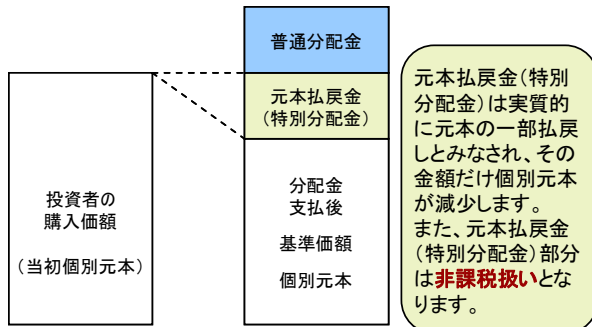 普通分配金
元本払戻金
(特別分配金)
投資者の
購入価額
(当初個別元本)
分配金
支払後
基準価額
個別元本
元本払戻金(特別
分配金)は実質的
に元本の一部払戻
しとみなされ、その
金額だけ個別元本
が減少します。
また、元本払戻金
(特別分配金)部分
は非課税扱いとな
ります。